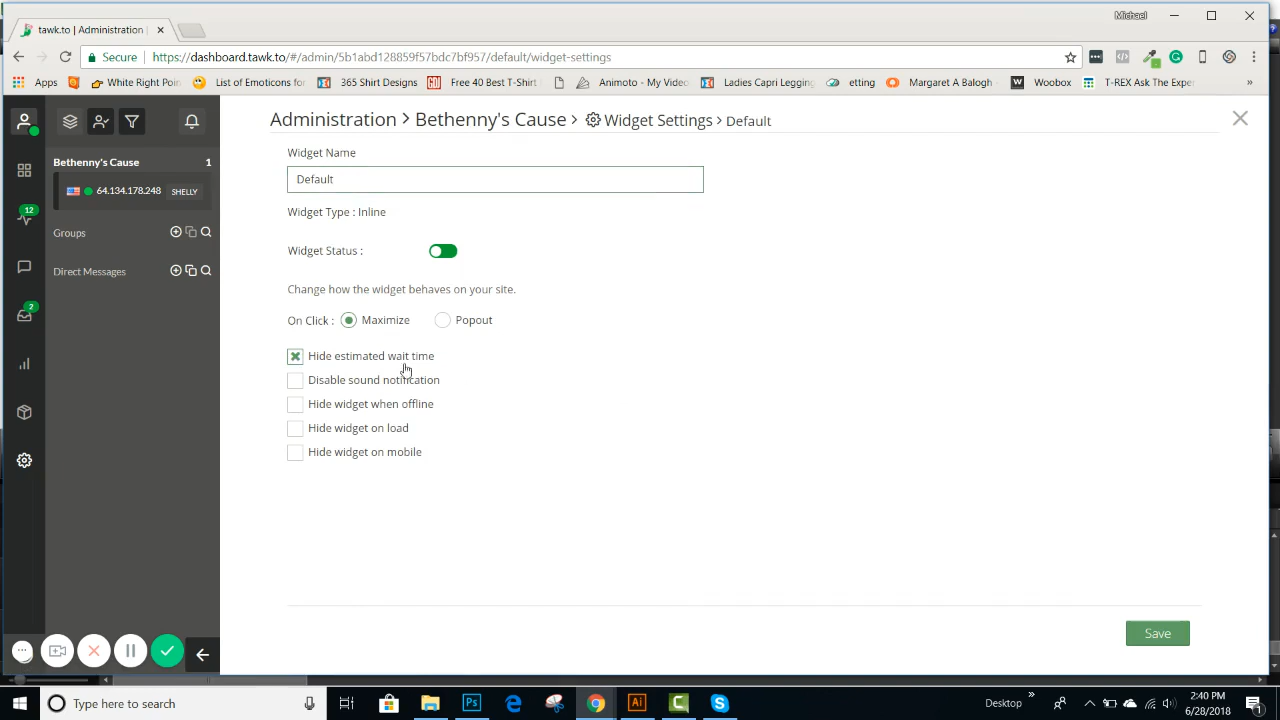 Michael
tawk.to | Administration |
Secure https://dashboard.tawk.to/#/admin/5b1abd128859f57bdc7bf957/default/widget-settings
Apps White Right Poin List of Emoticons for 365 Shirt Designs Free 40 Best T-Shirt Animoto - My Video Ladies Capri Legging etting Margaret A Balogh W Woobox T-REX Ask The Exper »
Administration > Bethenny's Cause > Widget Settings > Default
Widget Name
Bethenny's Cause 1
Default
64.134.178.248 SHELLY
12
Widget Type : Inline
Groups
Widget Status :
Direct Messages
Change how the widget behaves on your site.
2
On Click : Maximize Popout
Hide estimated wait time
Disable sound notification
Hide widget when offline
Hide widget on load
Hide widget on mobile
Save
Type here to search Ps Ai C S Desktop » 2:40 PM
6/28/2018 1